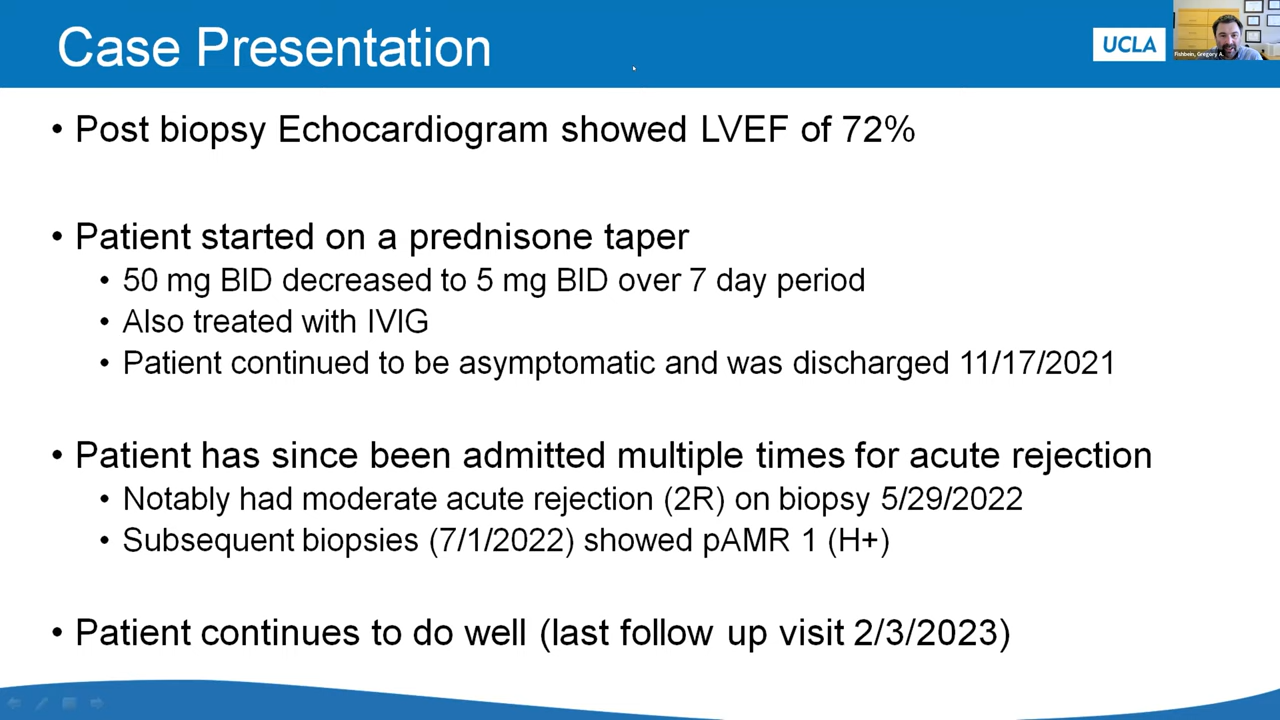 Case Presentation
UCLA
Fishbein, Gregory A.
• Post biopsy Echocardiogram showed LVEF of 72%
• Patient started on a prednisone taper
• 50 mg BID decreased to 5 mg BID over 7 day period
• Also treated with IVIG
• Patient continued to be asymptomatic and was discharged 11/17/2021
• Patient has since been admitted multiple times for acute rejection
• Notably had moderate acute rejection (2R) on biopsy 5/29/2022
• Subsequent biopsies (7/1/2022) showed pAMR 1 (H+)
• Patient continues to do well (last follow up visit 2/3/2023)